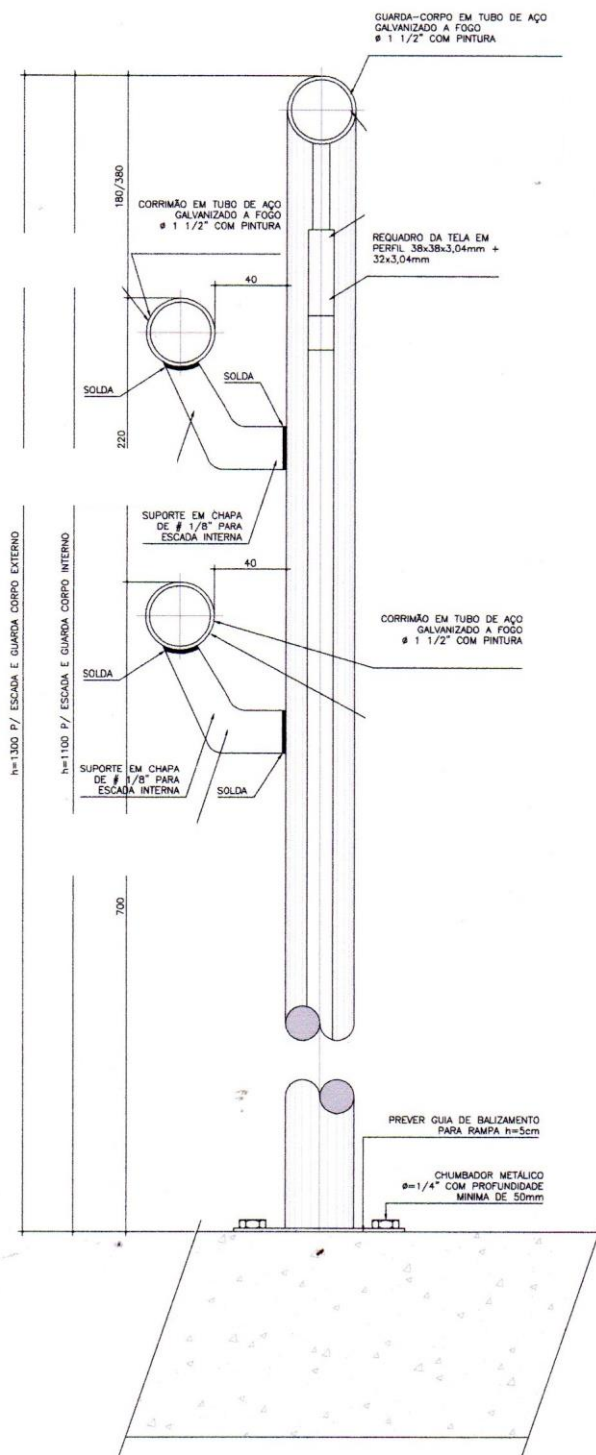 GUARDA-CORPO EM TUBO DE AÇO
GALVANIZADO A FOGO
ø 1 1/2" COM PINTURA
180/380
CORRIMÃO EM TUBO DE AÇO
GALVANIZADO A FOGO
ø 1 1/2" COM PINTURA
REQUADRO DA TELA EM
PERFIL 38x38x3,04mm +
32x3,04mm
40
SOLDA
SOLDA
220
SUPORTE EM CHAPA
DE # 1/8" PARA
ESCADA INTERNA
40
h=1300 P/ ESCADA E GUARDA CORPO EXTERNO
h=1100 P/ ESCADA E GUARDA CORPO INTERNO
CORRIMÃO EM TUBO DE AÇO
GALVANIZADO A FOGO
ø 1 1/2" COM PINTURA
SOLDA
SUPORTE EM CHAPA
DE # 1/8" PARA
ESCADA INTERNA
SOLDA
700
PREVER GUIA DE BALIZAMENTO
PARA RAMPA h=5cm
CHUMBADOR METÁLICO
ø=1/4" COM PROFUNDIDADE
MINIMA DE 50mm